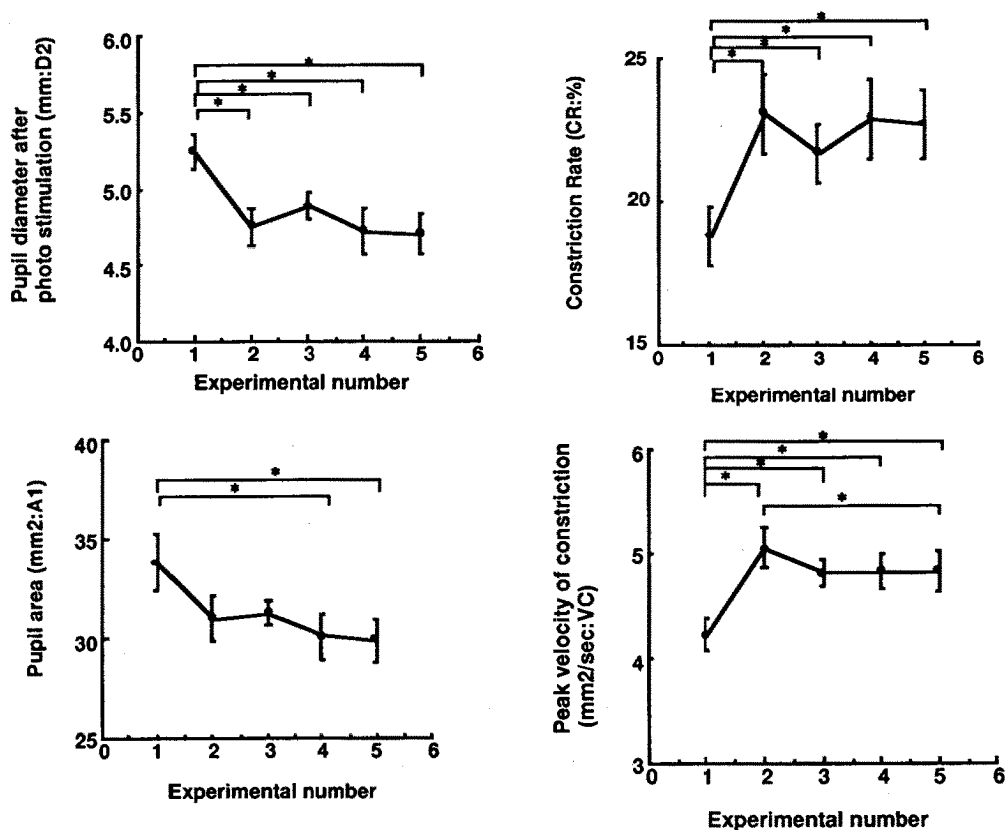 Pupil diameter after
photo stimulation (mm:D2)
6.0
5.5
5.0
4.5
4.0
* * * *
0 1 2 3 4 5 6
Experimental number
Constriction Rate (CR:%)
25
20
15
* * * *
0 1 2 3 4 5 6
Experimental number
Pupil area (mm2:A1)
40
35
30
25
* *
0 1 2 3 4 5 6
Experimental number
Peak velocity of constriction
(mm2/sec:VC)
6
5
4
3
* * * * *
0 1 2 3 4 5 6
Experimental number